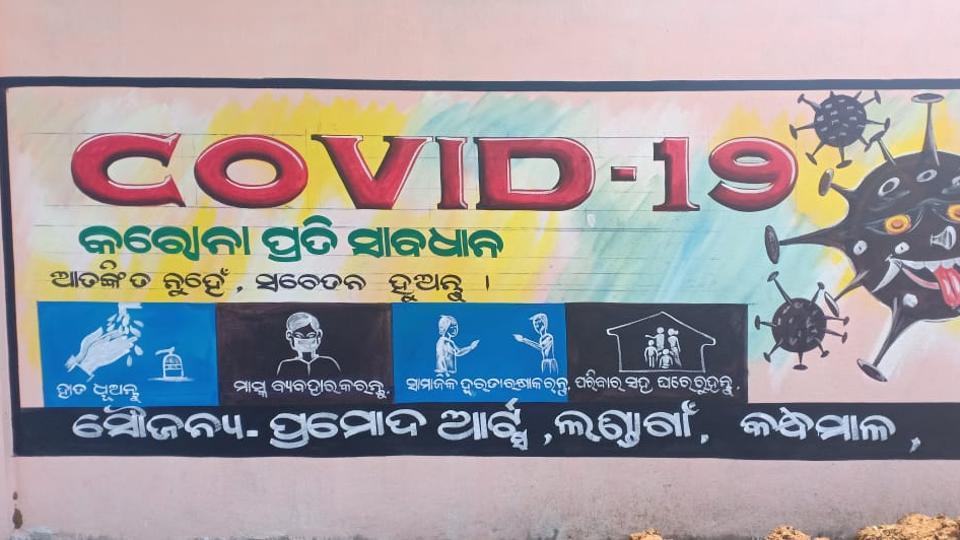 COVID-19
କରୋନା ପ୍ରତି ସାବଧାନ
ଆତଙ୍କିତ ନୁହେଁ, ସଚେତନ ହୁଅନ୍ତୁ ।
ହାତ ଧୂଅନ୍ତୁ
ମାସ୍କ ବ୍ୟବହାର କରନ୍ତୁ
ସାମାଜିକ ଦୂରତା ରକ୍ଷା କରନ୍ତୁ
ପରିବାର ସହ ଘରେ ରୁହନ୍ତୁ
ସୌଜନ୍ୟ- ପ୍ରମୋଦ ଆର୍ଟ୍ସ, ଲଣ୍ଡାଗାଁ, କନ୍ଧମାଳ,